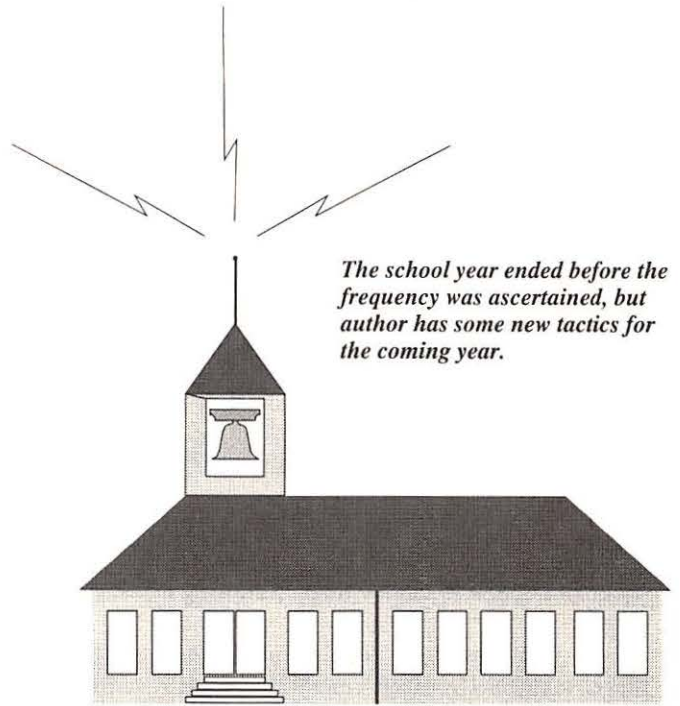 The school year ended before the
frequency was ascertained, but
author has some new tactics for
the coming year.